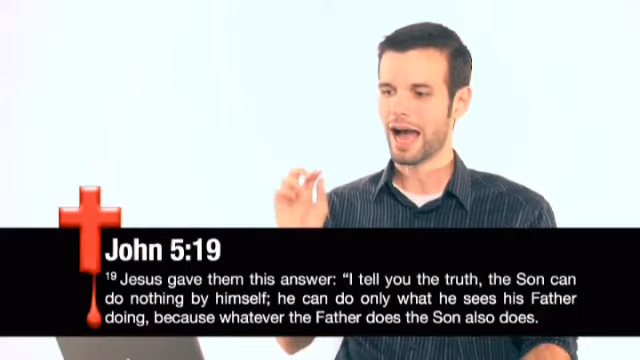 John 5:19
19 Jesus gave them this answer: “I tell you the truth, the Son can
do nothing by himself; he can do only what he sees his Father
doing, because whatever the Father does the Son also does.